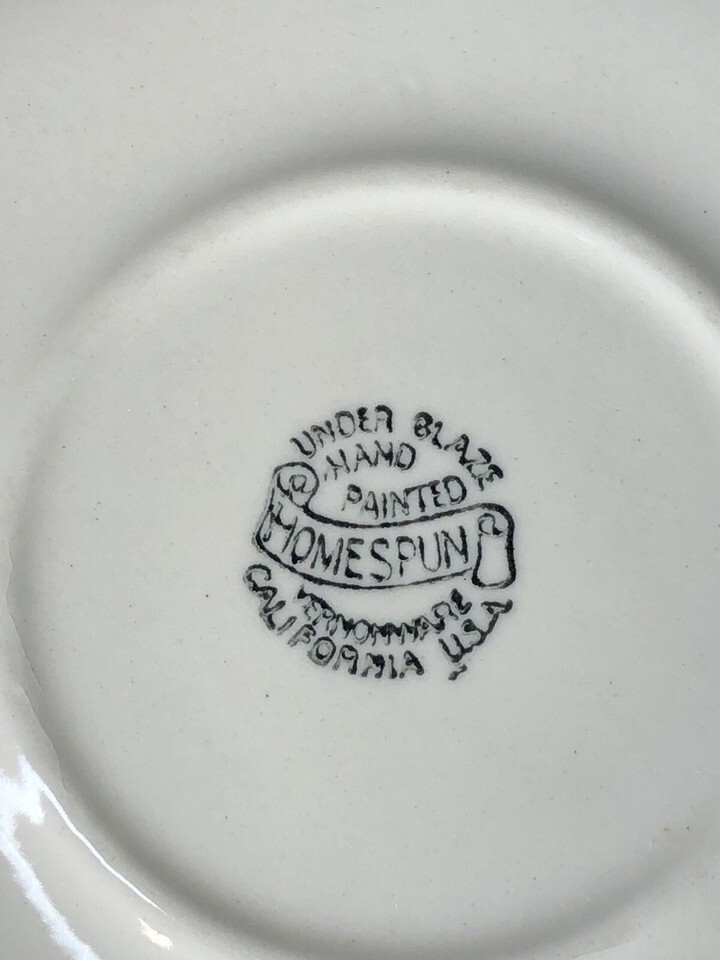 UNDER GLAZE
HAND
PAINTED
HOMESPUN
VERNONWARE
CALIFORNIA U.S.A.